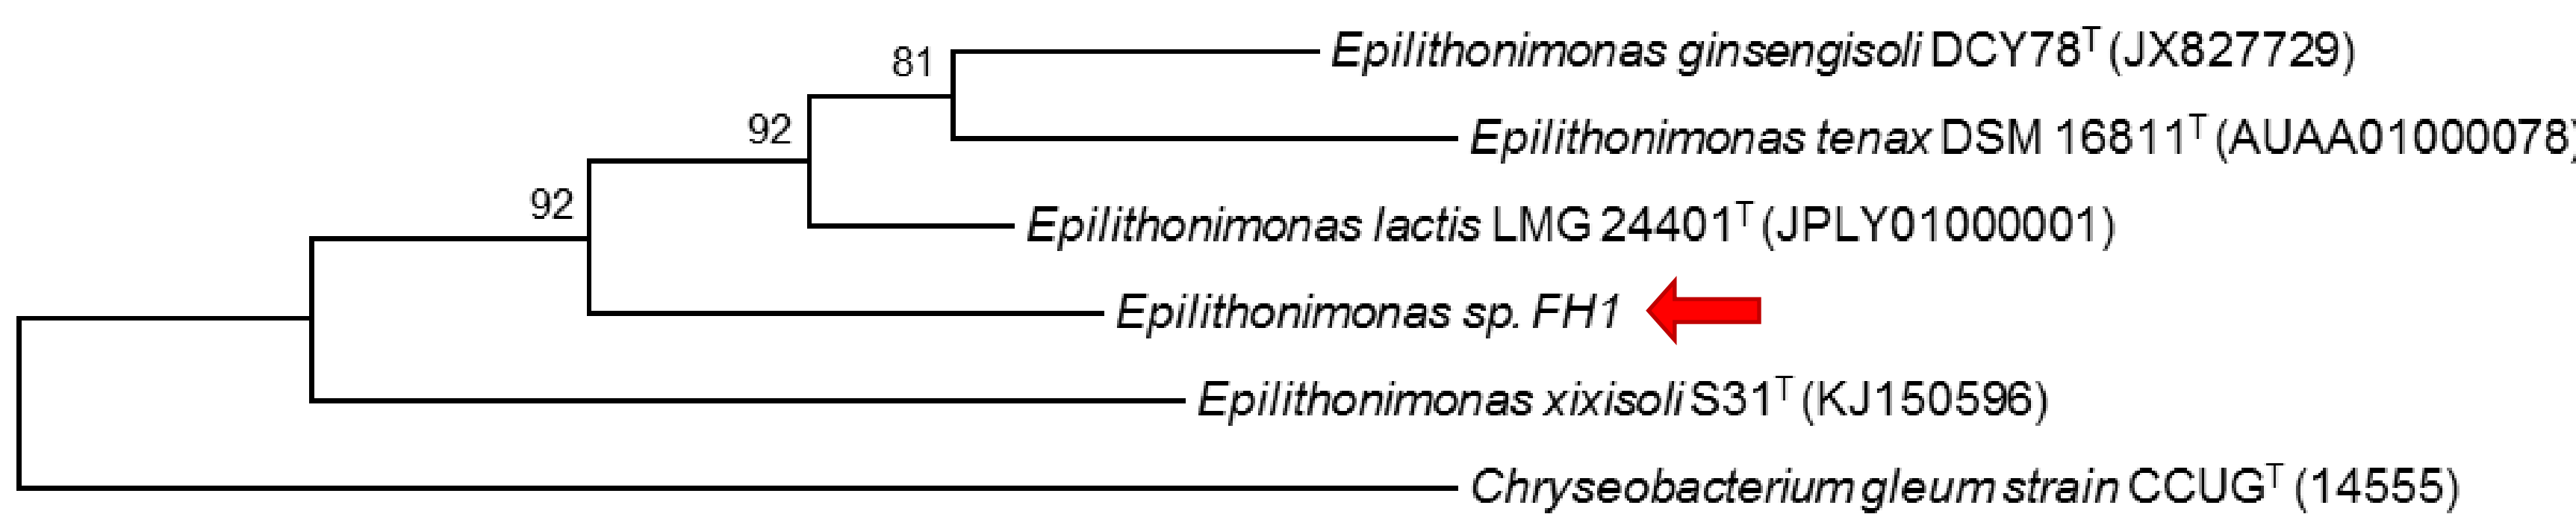 81
Epilithonimonas ginsengisoli DCY78ᵀ (JX827729)
92
Epilithonimonas tenax DSM 16811ᵀ (AUAA01000078)
92
Epilithonimonas lactis LMG 24401ᵀ (JPLY01000001)
Epilithonimonas sp. FH1
Epilithonimonas xixisoli S31ᵀ (KJ150596)
Chryseobacterium gleum strain CCUGᵀ (14555)